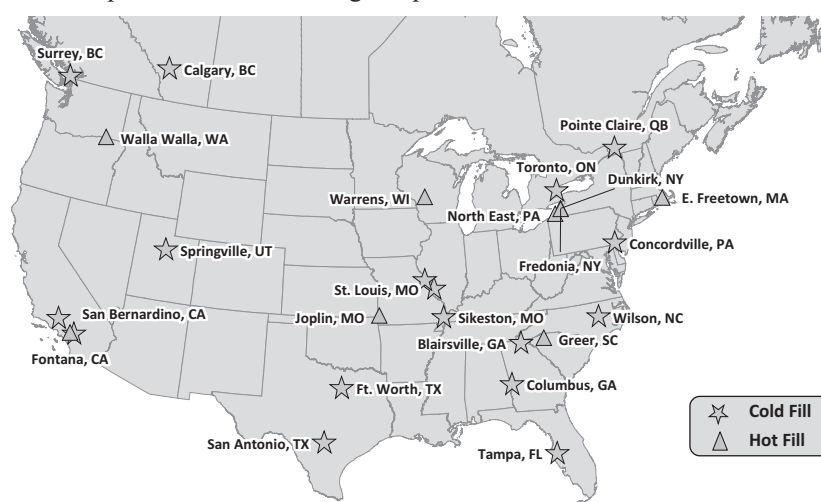 Surrey, BC
Calgary, BC
Walla Walla, WA
Pointe Claire, QB
Toronto, ON
Dunkirk, NY
Warrens, WI
E. Freetown, MA
North East, PA
Springville, UT
Concordville, PA
Fredonia, NY
St. Louis, MO
San Bernardino, CA
Joplin, MO
Sikeston, MO
Wilson, NC
Blairsville, GA
Greer, SC
Fontana, CA
Ft. Worth, TX
Columbus, GA
Cold Fill
Hot Fill
San Antonio, TX
Tampa, FL